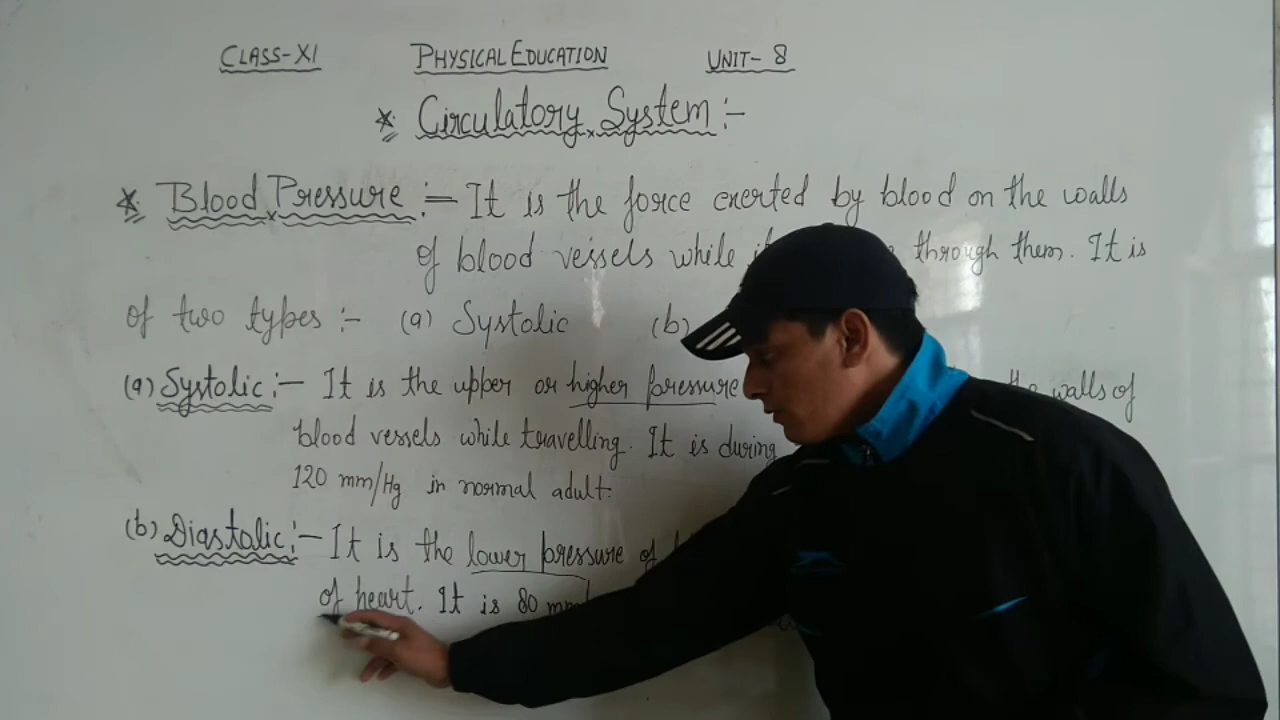 CLASS-XI PHYSICAL EDUCATION UNIT-8
* Circulatory System :-
* Blood Pressure :- It is the force exerted by blood on the walls
of blood vessels while through them. It is
of two types :- (a) Systolic (b)
(a) Systolic :- It is the upper or higher pressure the walls of
blood vessels while travelling. It is during
120 mm/Hg in normal adult.
(b) Diastolic :- It is the lower pressure of
of heart. It is 80